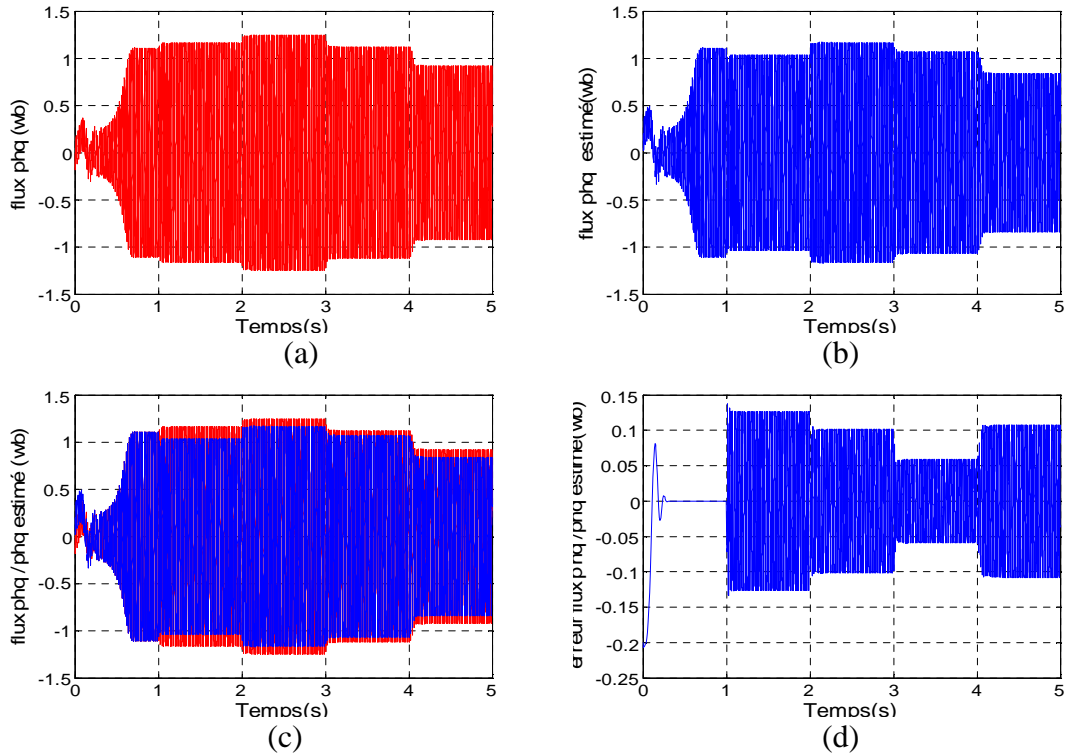 1.5
1
0.5
0
-0.5
-1
-1.5
flux phq (wb)
0 1 2 3 4 5
Temps(s)
(a)
1.5
1
0.5
0
-0.5
-1
-1.5
flux phq estimé(wb)
0 1 2 3 4 5
Temps(s)
(b)
1.5
1
0.5
0
-0.5
-1
-1.5
flux phq / phq estimé (wb)
0 1 2 3 4 5
Temps(s)
(c)
0.15
0.1
0.05
0
-0.05
-0.1
-0.15
-0.2
-0.25
erreur flux phq / phq estimé(wb)
0 1 2 3 4 5
Temps(s)
(d)